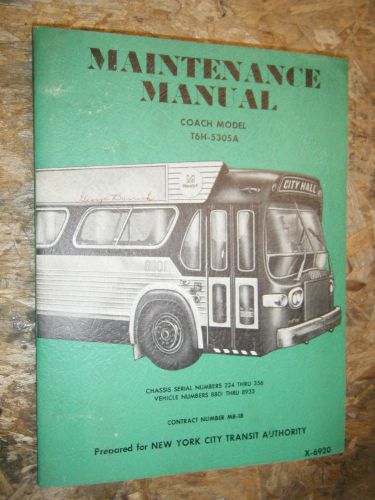 MAINTENANCE
MANUAL
COACH MODEL
T6H-5305A
CITY HALL
8801
CHASSIS SERIAL NUMBERS 224 THRU 356
VEHICLE NUMBERS 8801 THRU 8933
CONTRACT NUMBER MB-18
Prepared for NEW YORK CITY TRANSIT AUTHORITY
X-6920